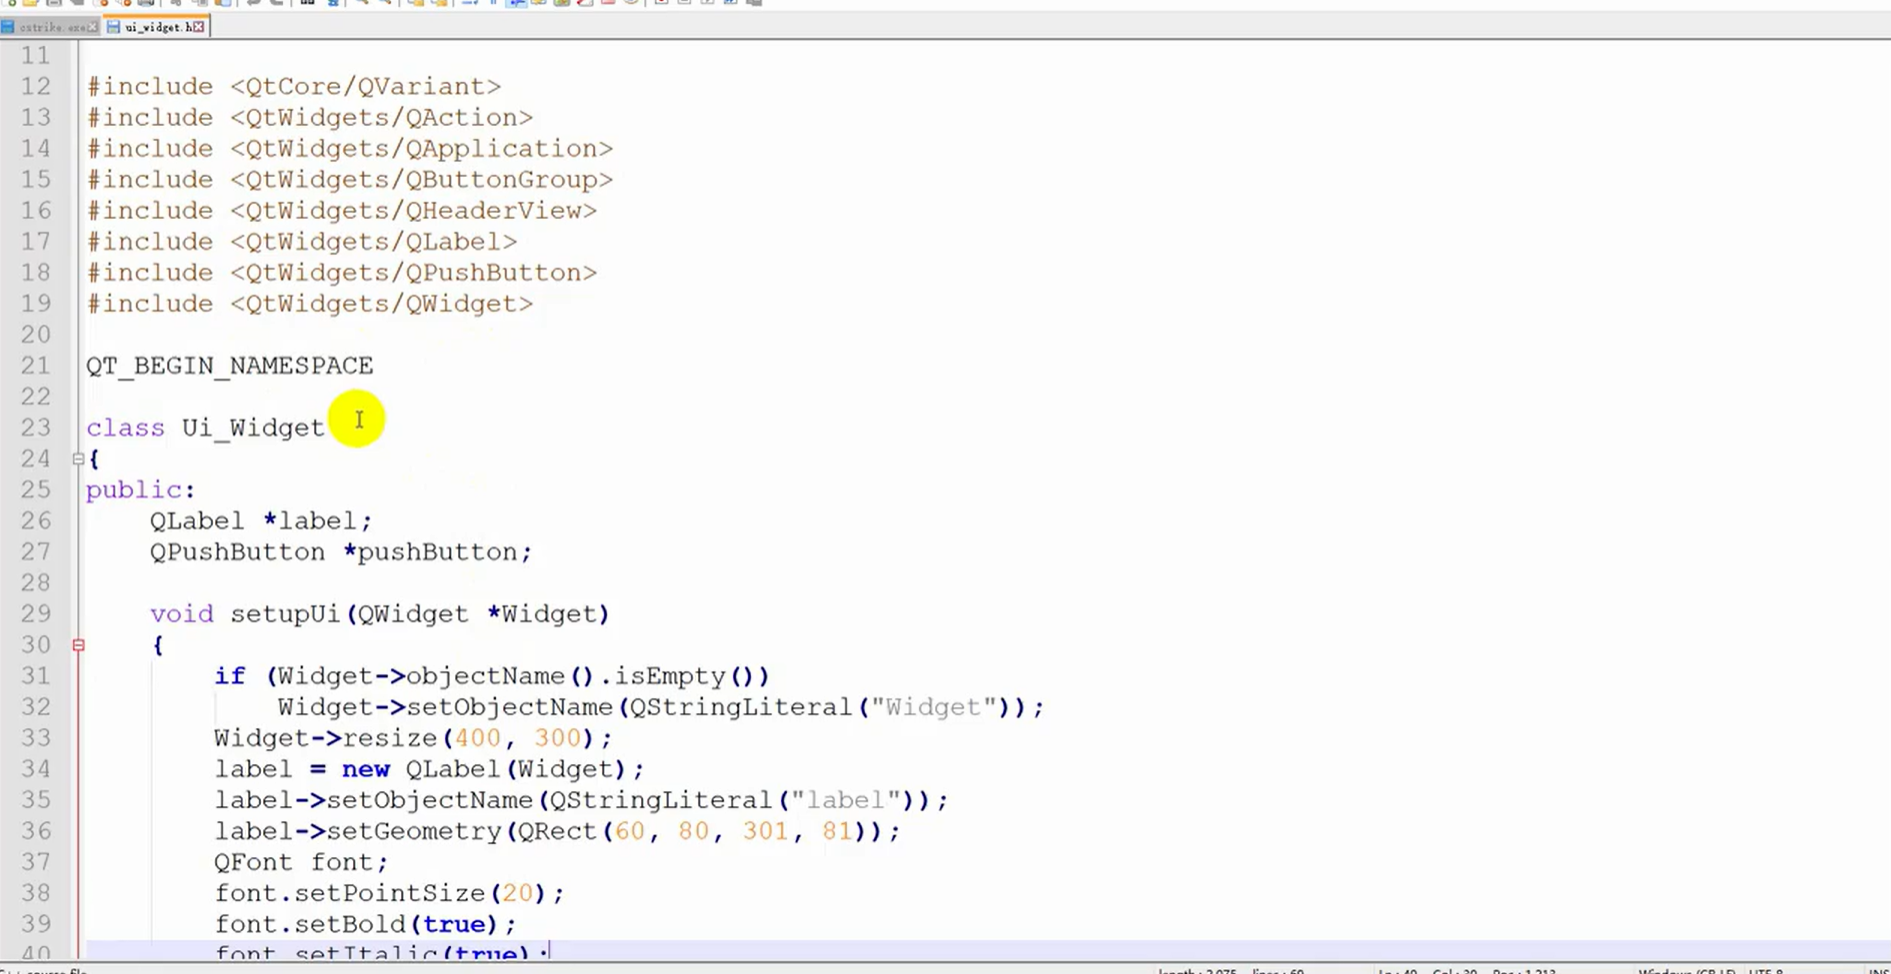 cstrike.exe
ui_widget.h
11
12 #include <QtCore/QVariant>
13 #include <QtWidgets/QAction>
14 #include <QtWidgets/QApplication>
15 #include <QtWidgets/QButtonGroup>
16 #include <QtWidgets/QHeaderView>
17 #include <QtWidgets/QLabel>
18 #include <QtWidgets/QPushButton>
19 #include <QtWidgets/QWidget>
20
21 QT_BEGIN_NAMESPACE
22
23 class Ui_Widget
24 {
25 public:
26 QLabel *label;
27 QPushButton *pushButton;
28
29 void setupUi(QWidget *Widget)
30 {
31 if (Widget->objectName().isEmpty())
32 Widget->setObjectName(QStringLiteral("Widget"));
33 Widget->resize(400, 300);
34 label = new QLabel(Widget);
35 label->setObjectName(QStringLiteral("label"));
36 label->setGeometry(QRect(60, 80, 301, 81));
37 QFont font;
38 font.setPointSize(20);
39 font.setBold(true);
40 font.setItalic(true);